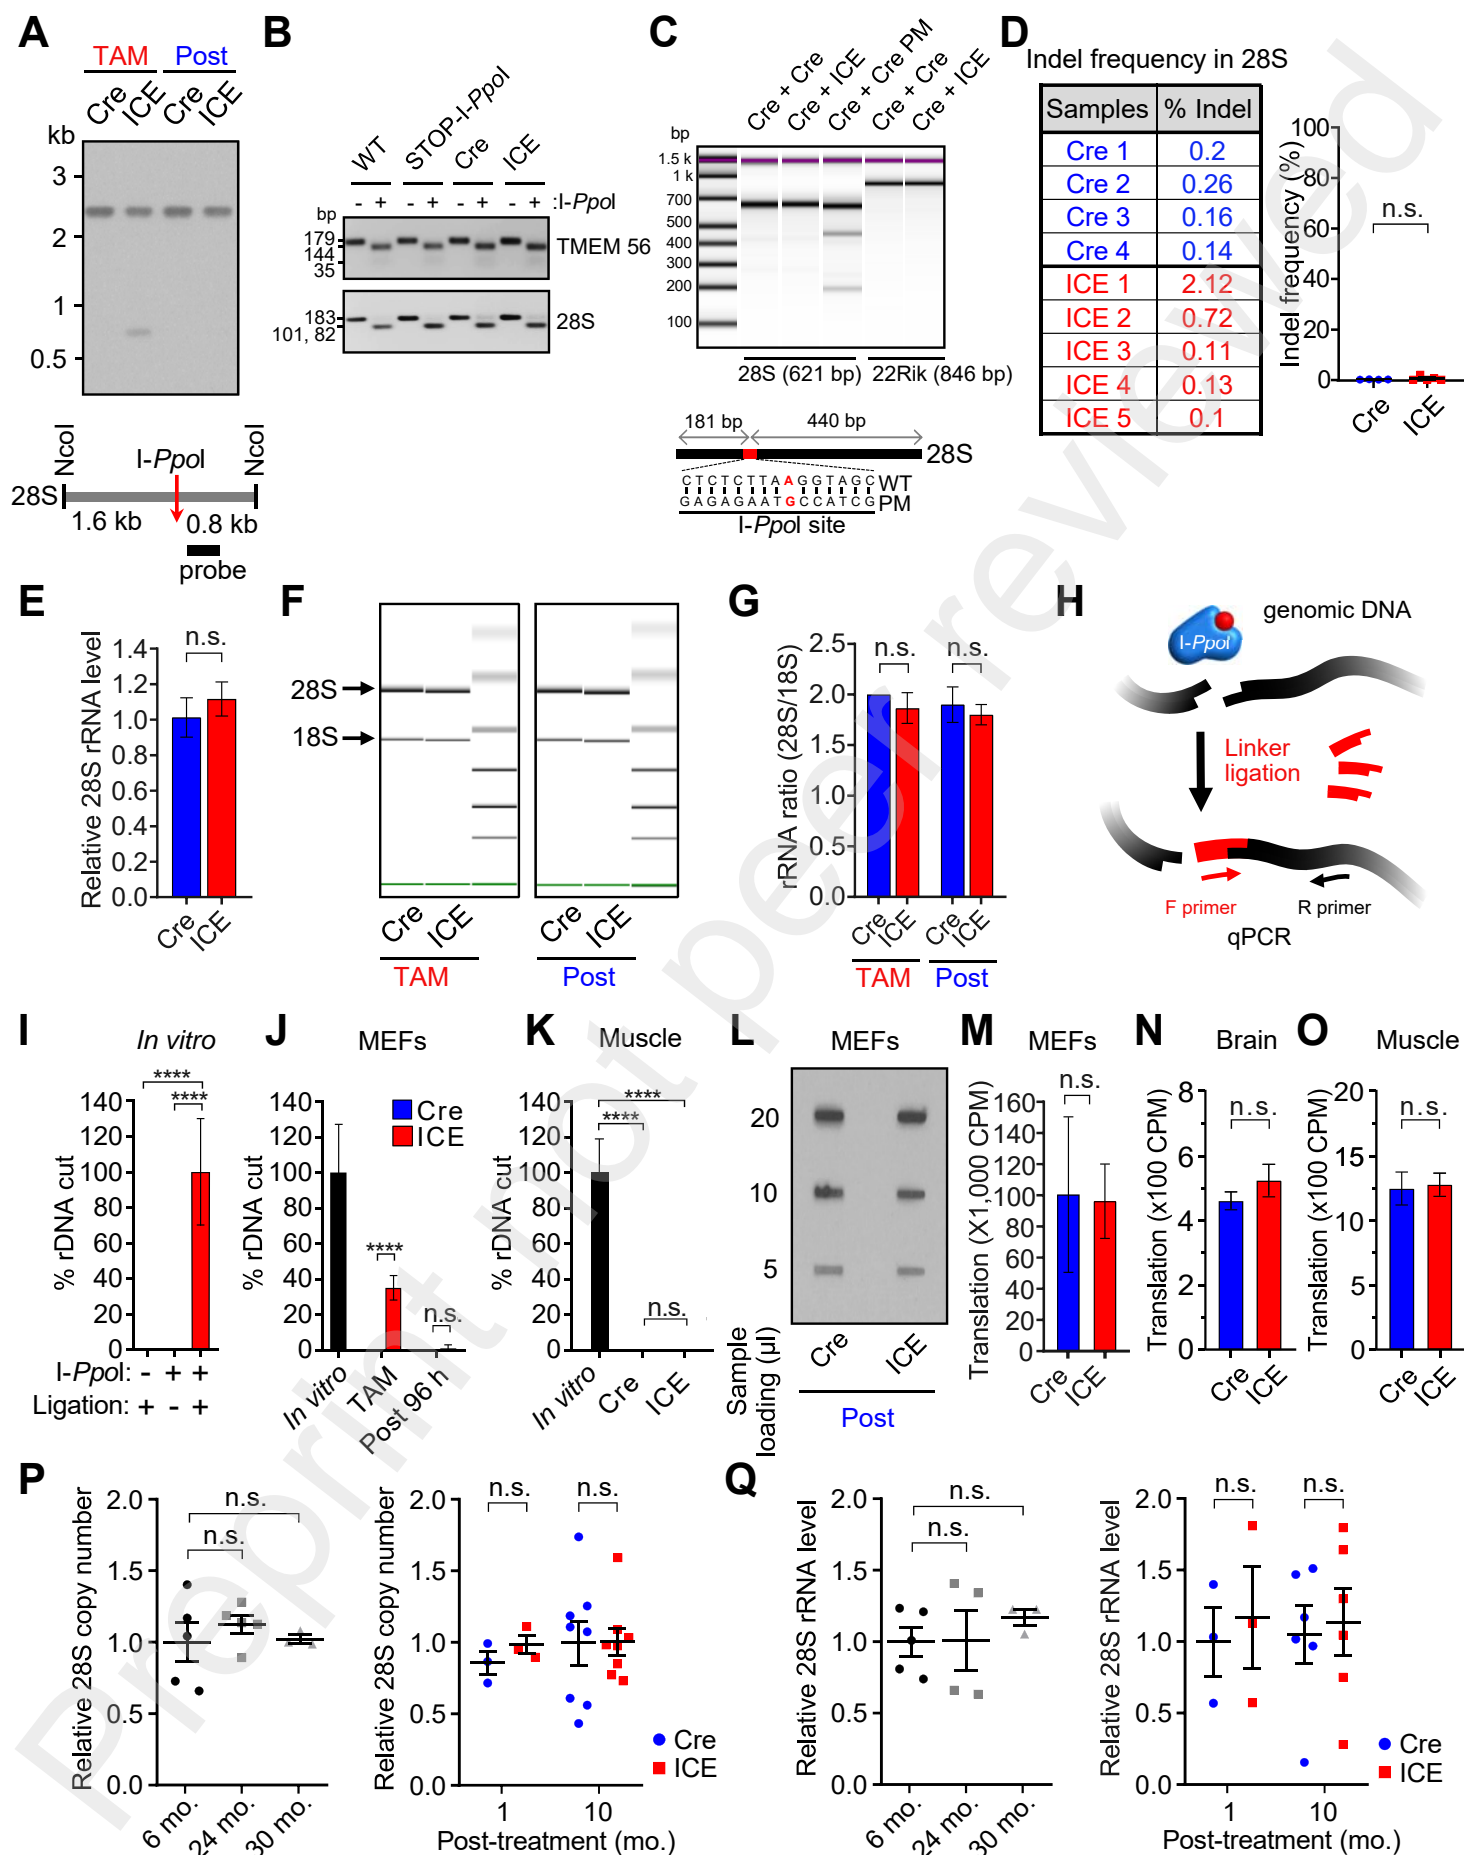 A
TAM Post
Cre ICE Cre ICE
kb
3
2
1
0.5
NcoI I-PpoI NcoI
28S
1.6 kb 0.8 kb
probe
B
WT STOP-I-PpoI Cre ICE
- + - + - + - + :I-PpoI
bp
179
144
35
TMEM 56
183
101, 82
28S
C
Cre + Cre Cre + ICE Cre + Cre PM Cre + Cre Cre + ICE
bp
1.5 k
1 k
700
500
400
300
200
100
28S (621 bp) 22Rik (846 bp)
181 bp 440 bp
28S
CTCTCTTAAGGTAGC WT
GAGAGAATGCCATCG PM
I-PpoI site
D
Indel frequency in 28S
Samples % Indel
Cre 1 0.2
Cre 2 0.26
Cre 3 0.16
Cre 4 0.14
ICE 1 2.12
ICE 2 0.72
ICE 3 0.11
ICE 4 0.13
ICE 5 0.1
Indel frequency (%)
100
80
60
40
20
0
n.s.
Cre ICE
E
Relative 28S rRNA level
1.4
1.2
1.0
0.8
0.6
0.4
0.2
0.0
n.s.
Cre ICE
F
28S
18S
Cre ICE Cre ICE
TAM Post
G
rRNA ratio (28S/18S)
2.5
2.0
1.5
1.0
0.5
0.0
n.s. n.s.
Cre ICE Cre ICE
TAM Post
H
I-PpoI
genomic DNA
Linker
ligation
F primer R primer
qPCR
I
In vitro
% rDNA cut
140
120
100
80
60
40
20
0
****
****
I-PpoI: - + +
Ligation: + - +
J
MEFs
% rDNA cut
140
120
100
80
60
40
20
0
Cre
ICE
****
n.s.
In vitro TAM Post 96 h
K
Muscle
% rDNA cut
140
120
100
80
60
40
20
0
****
****
n.s.
In vitro Cre ICE
L
MEFs
20
10
5
Sample
loading (µl)
Cre ICE
Post
M
MEFs
Translation (X1,000 CPM)
160
140
120
100
80
60
40
20
0
n.s.
Cre ICE
N
Brain
Translation (x100 CPM)
8
6
4
2
0
n.s.
Cre ICE
O
Muscle
Translation (x100 CPM)
20
15
10
5
0
n.s.
Cre ICE
P
Relative 28S copy number
2.0
1.5
1.0
0.5
0.0
n.s.
n.s.
6 mo. 24 mo. 30 mo.
Relative 28S copy number
2.0
1.5
1.0
0.5
0.0
n.s. n.s.
Cre
ICE
1 10
Post-treatment (mo.)
Q
Relative 28S rRNA level
2.0
1.5
1.0
0.5
0.0
n.s.
n.s.
6 mo. 24 mo. 30 mo.
Relative 28S rRNA level
2.0
1.5
1.0
0.5
0.0
n.s. n.s.
Cre
ICE
1 10
Post-treatment (mo.)
Preprint not peer reviewed